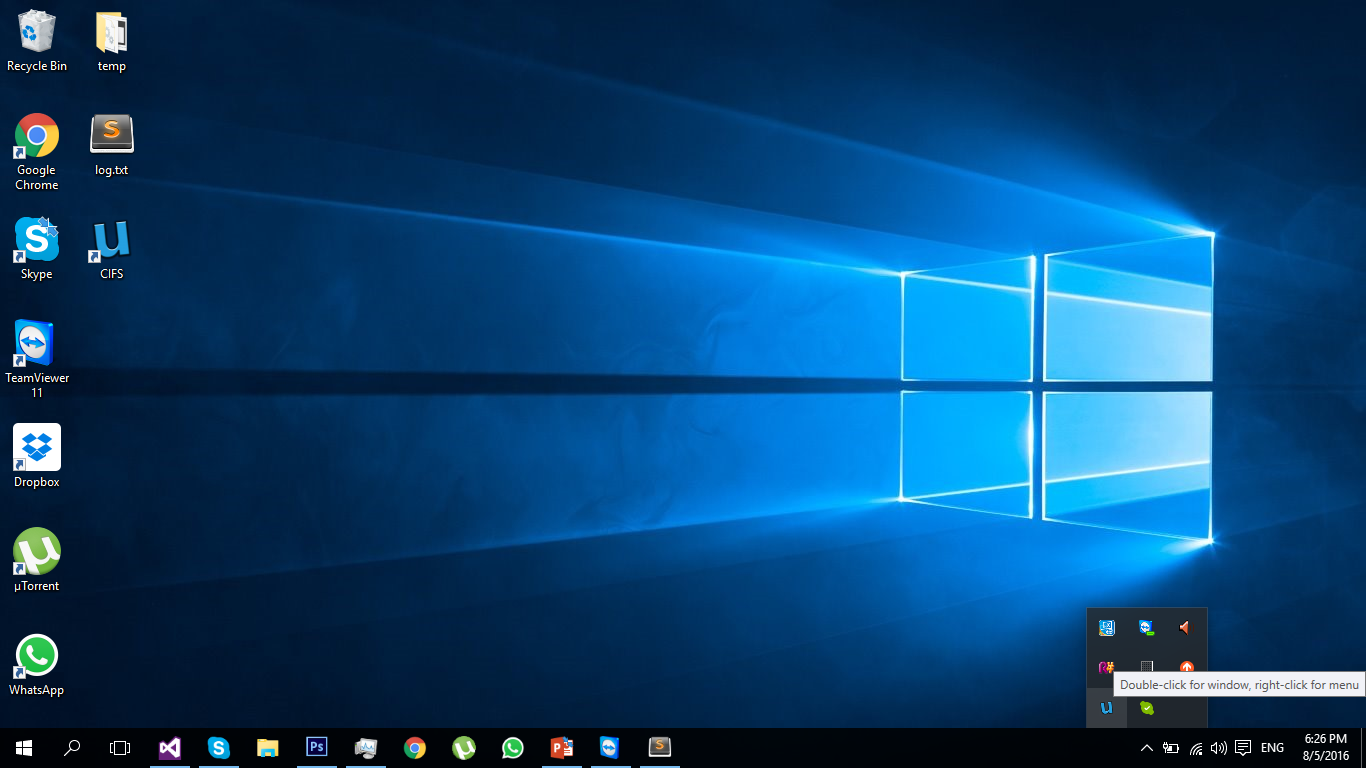 Recycle Bin
temp
Google
Chrome
log.txt
Skype
CIFS
TeamViewer
11
Dropbox
µTorrent
WhatsApp
Double-click for window, right-click for menu
Ps
ENG
6:26 PM
8/5/2016